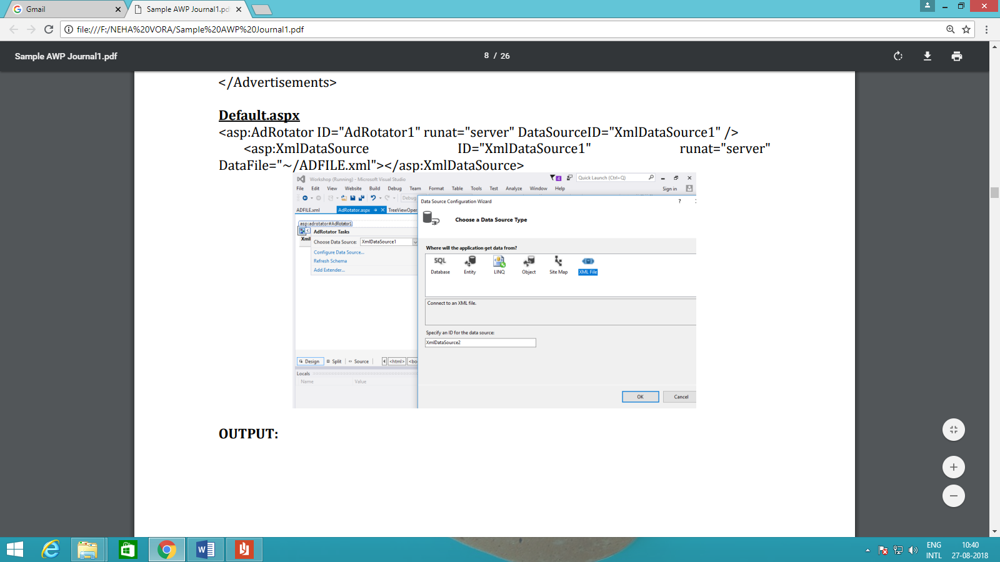 Gmail
Sample AWP Journal1.pd
file:///F:/NEHA%20VORA/Sample%20AWP%20Journal1.pdf
Sample AWP Journal1.pdf
8 / 26
</Advertisements>
Default.aspx
<asp:AdRotator ID="AdRotator1" runat="server" DataSourceID="XmlDataSource1" />
<asp:XmlDataSource ID="XmlDataSource1" runat="server"
DataFile="~/ADFILE.xml"></asp:XmlDataSource>
Workshop (Running) - Microsoft Visual Studio
4
Quick Launch (Ctrl+Q)
File Edit View Website Build Debug Team Format Table Tools Test Analyze Window Help
Sign in
Debug
ADFILE.xml
AdRotator.aspx
TreeViewOper
asp:adrotator#AdRotator1
Xml
AdRotator Tasks
Choose Data Source: XmlDataSource1
Configure Data Source...
Refresh Schema
Add Extender...
Design Split Source <html> <bo
Locals
Name Value
Data Source Configuration Wizard
?
Choose a Data Source Type
Where will the application get data from?
SQL
Database Entity LINQ Object Site Map XML File
Connect to an XML file.
Specify an ID for the data source:
XmlDataSource2
OK Cancel
OUTPUT:
ENG
INTL
10:40
27-08-2018